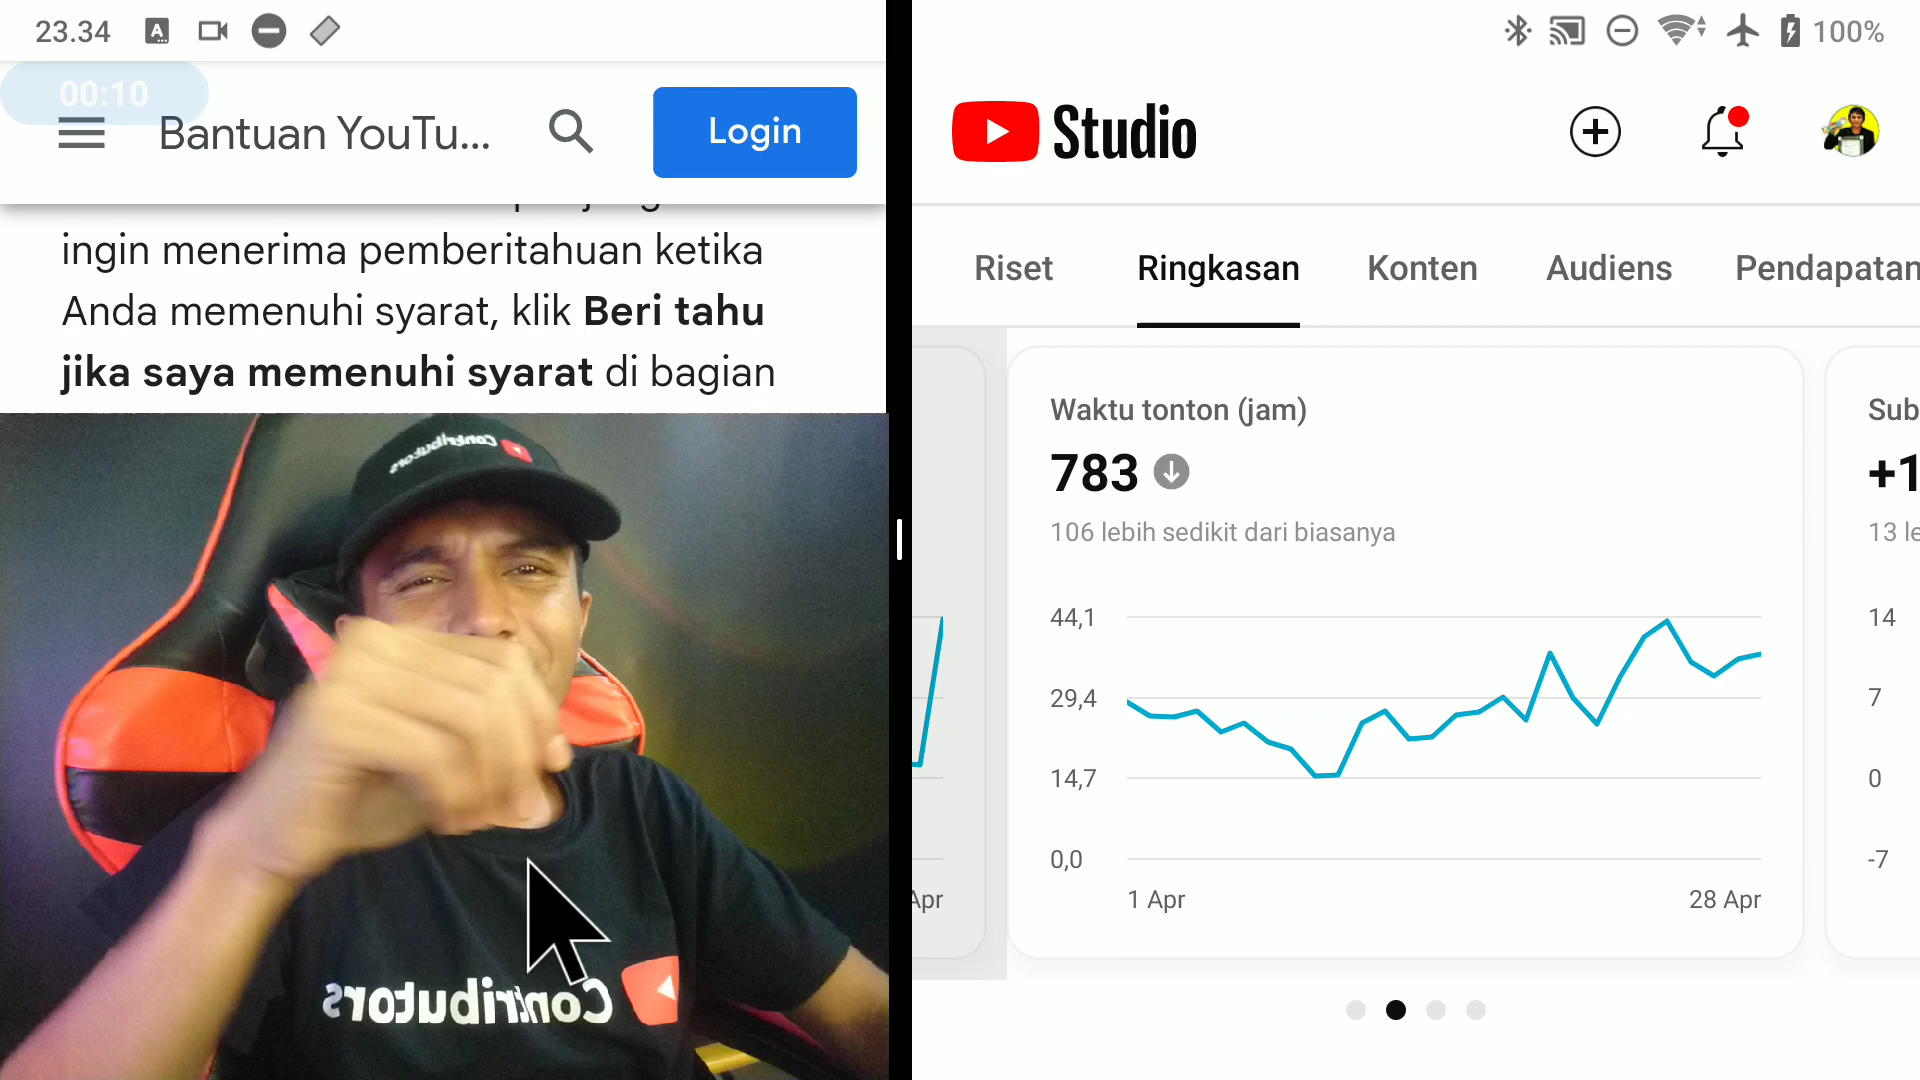 23.34
00:10
Bantuan YouTu...
Login
ingin menerima pemberitahuan ketika
Anda memenuhi syarat, klik Beri tahu
jika saya memenuhi syarat di bagian
Contributors
Contributors
100%
Studio
Riset
Ringkasan
Konten
Audiens
Pendapatan
Waktu tonton (jam)
783
106 lebih sedikit dari biasanya
44,1
29,4
14,7
0,0
1 Apr
28 Apr
Apr
Sub
+1
13 le
14
7
0
-7